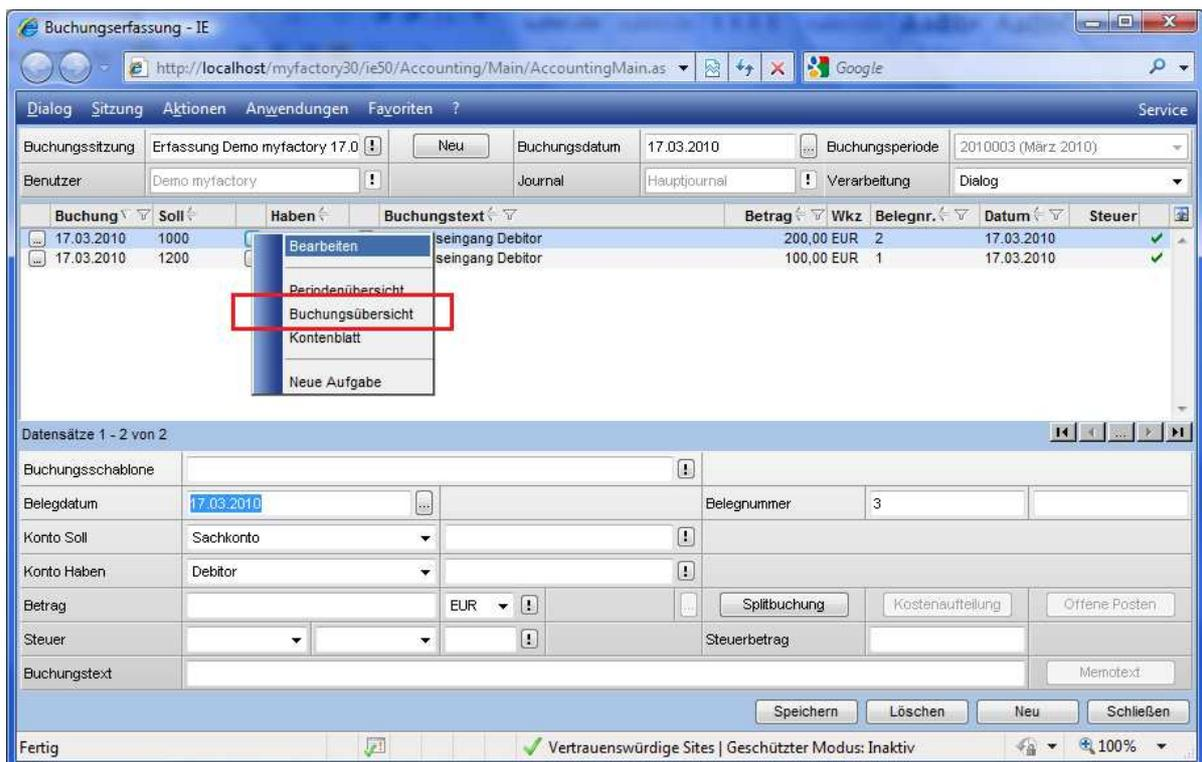 Buchungserfassung - IE
http://localhost/myfactory30/ie50/Accounting/Main/AccountingMain.as Google
Dialog Sitzung Aktionen Anwendungen Favoriten ? Service
Buchungssitzung Erfassung Demo myfactory 17.0 ! Neu Buchungsdatum 17.03.2010 ... Buchungsperiode 2010003 (März 2010)
Benutzer Demo myfactory ! Journal Hauptjournal ! Verarbeitung Dialog
Buchung Soll Haben Buchungstext Betrag Wkz Belegnr. Datum Steuer
... 17.03.2010 1000 seingang Debitor 200,00 EUR 2 17.03.2010
... 17.03.2010 1200 seingang Debitor 100,00 EUR 1 17.03.2010
Bearbeiten
Periodenübersicht
Buchungsübersicht
Kontenblatt
Neue Aufgabe
Datensätze 1 - 2 von 2 ...
Buchungsschablone !
Belegdatum 17.03.2010 ... Belegnummer 3
Konto Soll Sachkonto !
Konto Haben Debitor !
Betrag EUR ! ... Splitbuchung Kostenaufteilung Offene Posten
Steuer ! Steuerbetrag
Buchungstext Memotext
Speichern Löschen Neu Schließen
Fertig Vertrauenswürdige Sites | Geschützter Modus: Inaktiv 100%